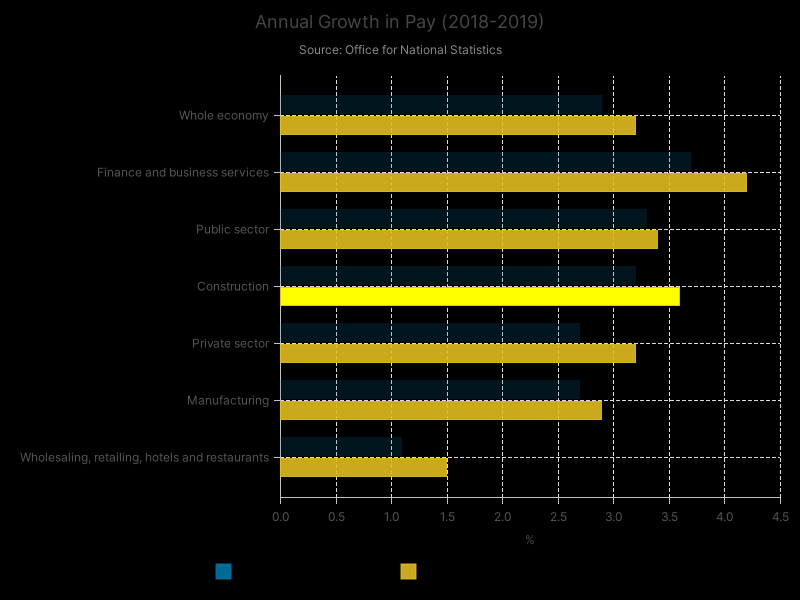 Annual Growth in Pay (2018-2019)
Source: Office for National Statistics
Whole economy
Finance and business services
Public sector
Construction
Private sector
Manufacturing
Wholesaling, retailing, hotels and restaurants
0.0 0.5 1.0 1.5 2.0 2.5 3.0 3.5 4.0 4.5
%